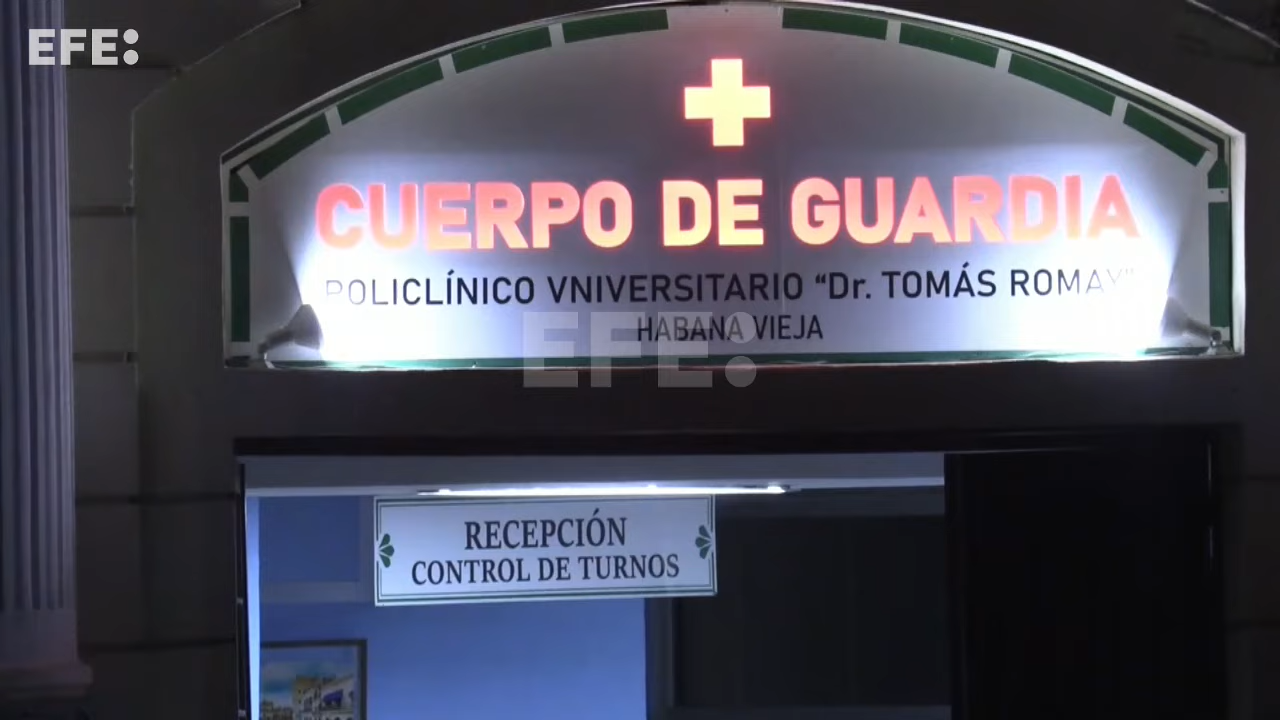 EFE:
CUERPO DE GUARDIA
POLICLÍNICO VNIVERSITARIO “Dr. TOMÁS ROMAY”
HABANA VIEJA
EFE:
RECEPCIÓN
CONTROL DE TURNOS